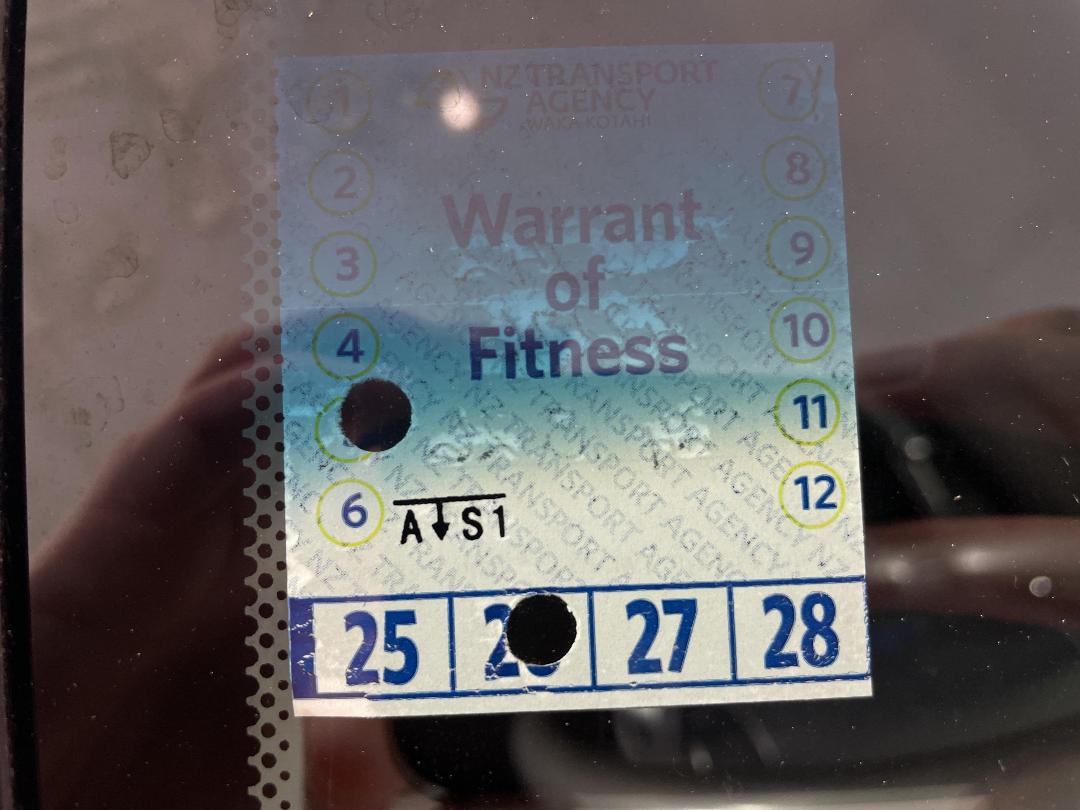 NZ TRANSPORT
AGENCY
WAKA KOTAHI
Warrant
of
Fitness
1
2
3
4
6
7
8
9
10
11
12
A↓S1
25
27
28